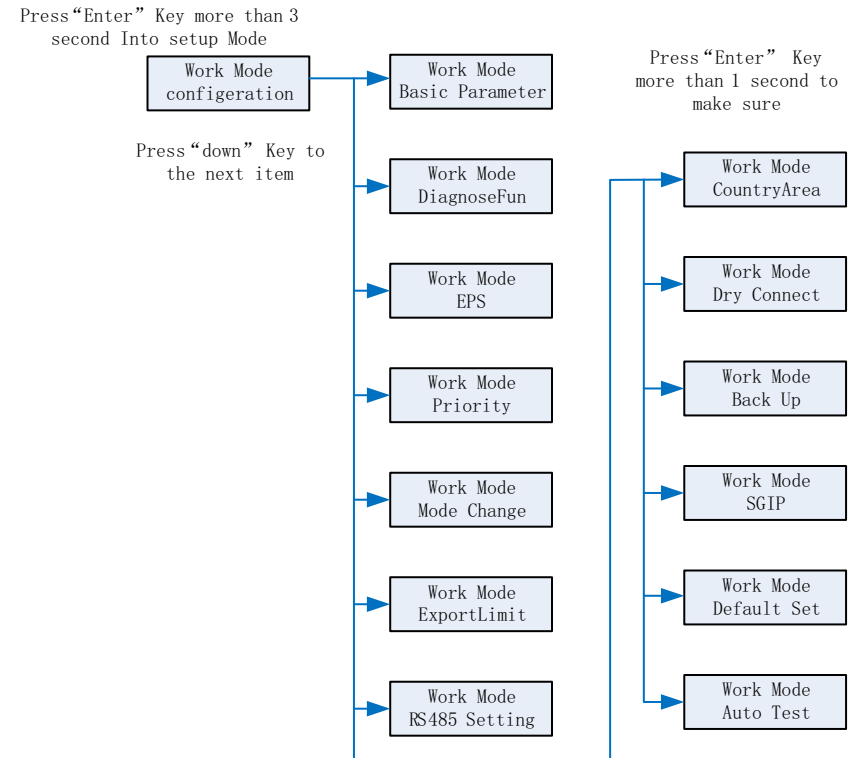 Press“Enter” Key more than 3
second Into setup Mode
Work Mode
configeration
Press“down” Key to
the next item
Work Mode
Basic Parameter
Work Mode
DiagnoseFun
Work Mode
EPS
Work Mode
Priority
Work Mode
Mode Change
Work Mode
ExportLimit
Work Mode
RS485 Setting
Press“Enter” Key
more than 1 second to
make sure
Work Mode
CountryArea
Work Mode
Dry Connect
Work Mode
Back Up
Work Mode
SGIP
Work Mode
Default Set
Work Mode
Auto Test